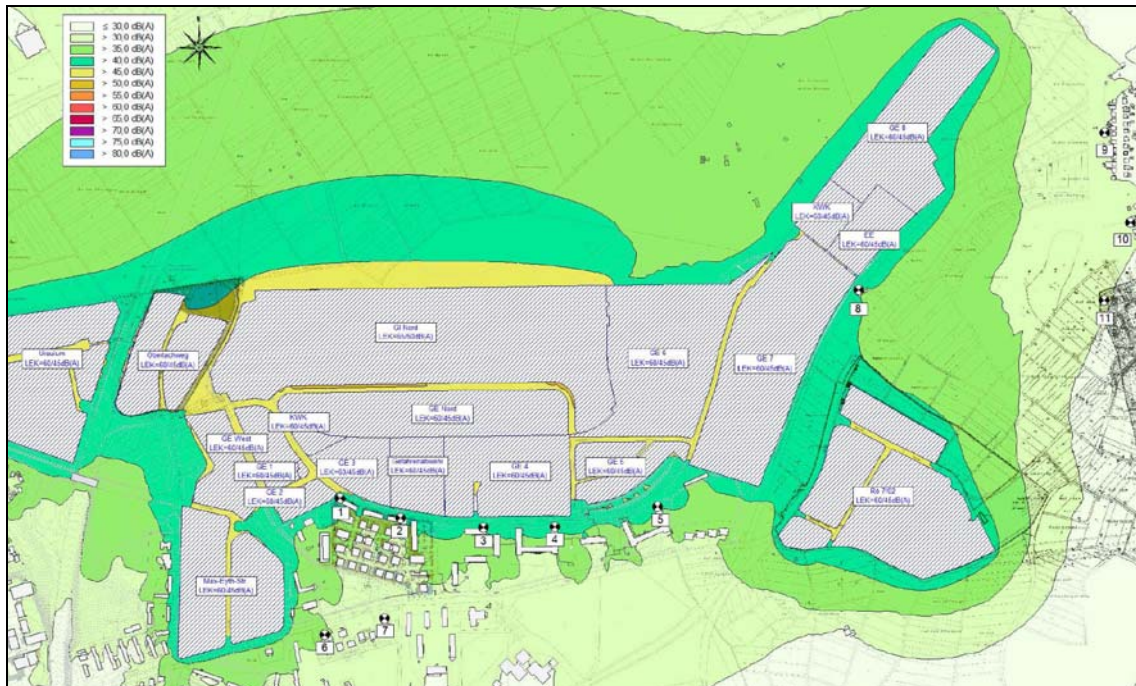 ≤ 30,0 dB(A)
> 30,0 dB(A)
> 35,0 dB(A)
> 40,0 dB(A)
> 45,0 dB(A)
> 50,0 dB(A)
> 55,0 dB(A)
> 60,0 dB(A)
> 65,0 dB(A)
> 70,0 dB(A)
> 75,0 dB(A)
> 80,0 dB(A)
GE 8
LEK=60/45dB(A)
9
KWK
LEK=60/45dB(A)
EE
LEK=60/45dB(A)
10
8
11
GI Nord
LEK=65/60dB(A)
GE 6
LEK=60/45dB(A)
GE 7
LEK=60/45dB(A)
LEK=60/45dB(A)
LEK=60/45dB(A)
GE Nord
LEK=60/45dB(A)
KWK
LEK=60/45dB(A)
GE West
LEK=60/45dB(N)
GE 1
LEK=60/45dB(A)
GE 2
LEK=60/45dB(A)
GE 3
LEK=60/45dB(A)
LEK=60/45dB(A)
GE 4
LEK=60/45dB(A)
GE 5
LEK=60/45dB(A)
Rö 7/02
LEK=60/45dB(N)
1
2
3
4
5
Max-Eyth-Str
LEK=60/45dB(A)
6
7